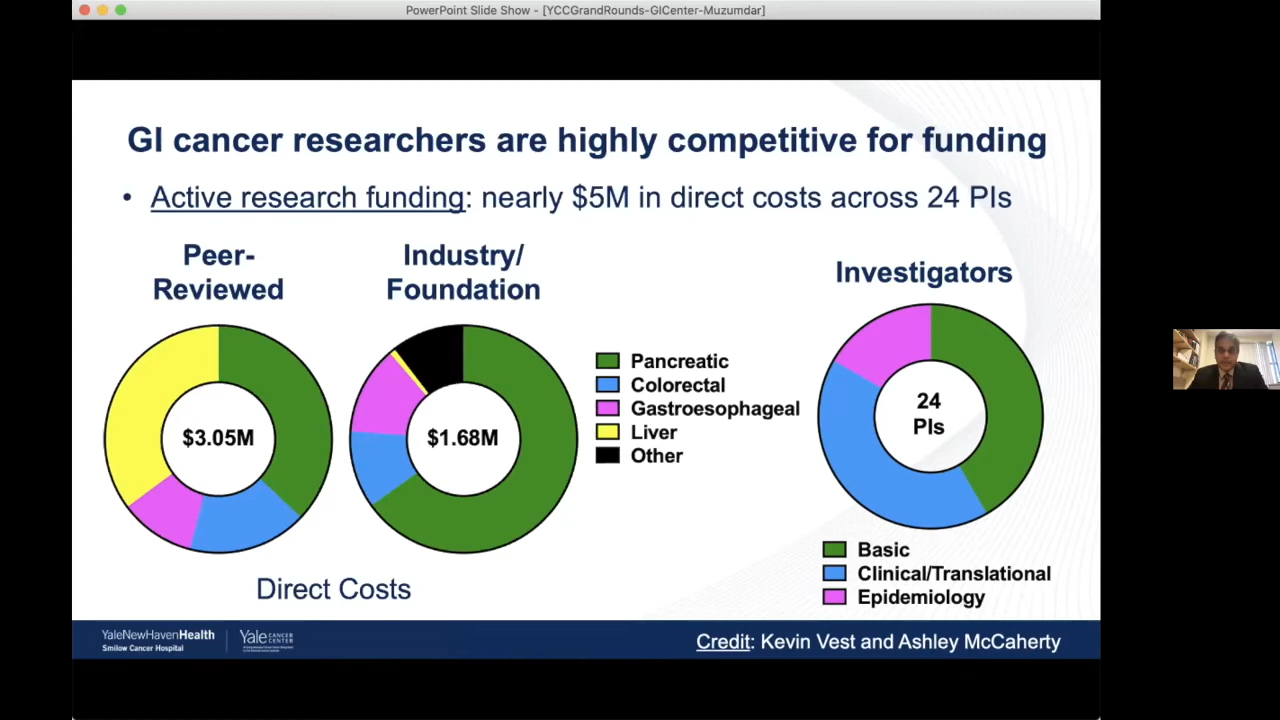 PowerPoint Slide Show - [YCCGrandRounds-GICenter-Muzumdar]
GI cancer researchers are highly competitive for funding
• Active research funding: nearly $5M in direct costs across 24 PIs
Peer-
Reviewed
Industry/
Foundation
Investigators
$3.05M
$1.68M
Pancreatic
Colorectal
Gastroesophageal
Liver
Other
24
PIs
Basic
Clinical/Translational
Epidemiology
Direct Costs
YaleNewHavenHealth
Smilow Cancer Hospital
Yale CANCER
CENTER
Credit: Kevin Vest and Ashley McCaherty